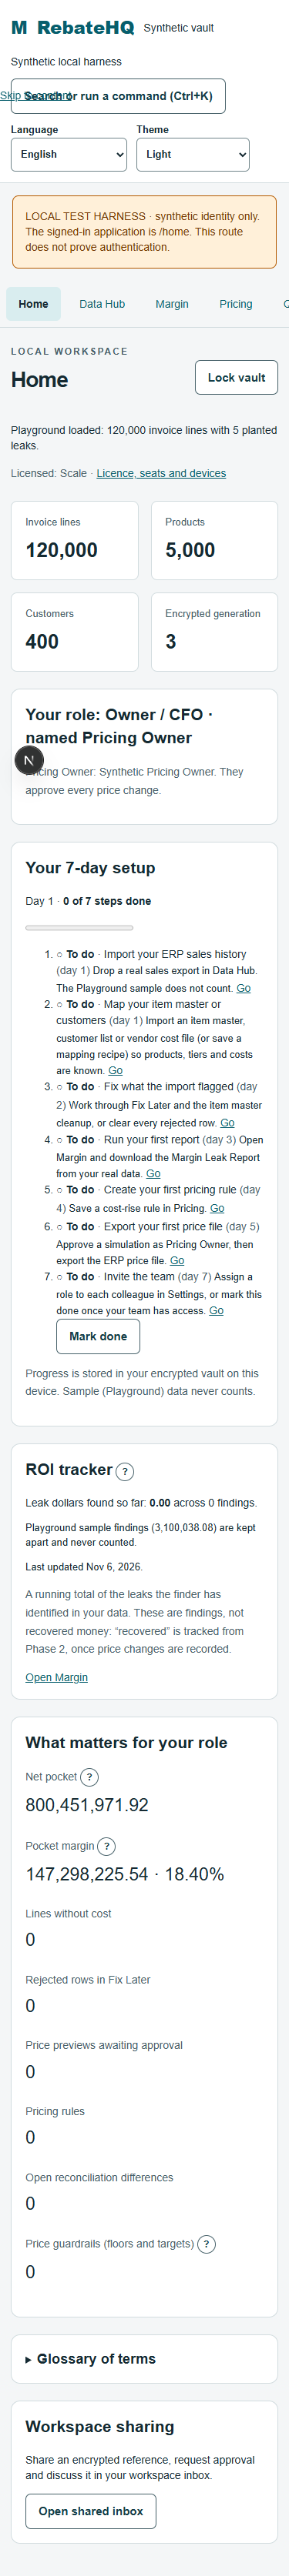 M RebateHQ Synthetic vault
Synthetic local harness
Skip to content
Search or run a command (Ctrl+K)
Language Theme
English Light
LOCAL TEST HARNESS · synthetic identity only.
The signed-in application is /home. This route
does not prove authentication.
Home Data Hub Margin Pricing
LOCAL WORKSPACE
Home
Lock vault
Playground loaded: 120,000 invoice lines with 5 planted
leaks.
Licensed: Scale · Licence, seats and devices
Invoice lines
120,000
Products
5,000
Customers
400
Encrypted generation
3
Your role: Owner / CFO ·
named Pricing Owner
N
Pricing Owner: Synthetic Pricing Owner. They
approve every price change.
Your 7-day setup
Day 1 · 0 of 7 steps done
1. ○ To do · Import your ERP sales history
(day 1) Drop a real sales export in Data Hub.
The Playground sample does not count. Go
2. ○ To do · Map your item master or
customers (day 1) Import an item master,
customer list or vendor cost file (or save a
mapping recipe) so products, tiers and costs
are known. Go
3. ○ To do · Fix what the import flagged (day
2) Work through Fix Later and the item master
cleanup, or clear every rejected row. Go
4. ○ To do · Run your first report (day 3) Open
Margin and download the Margin Leak Report
from your real data. Go
5. ○ To do · Create your first pricing rule (day
4) Save a cost-rise rule in Pricing. Go
6. ○ To do · Export your first price file (day 5)
Approve a simulation as Pricing Owner, then
export the ERP price file. Go
7. ○ To do · Invite the team (day 7) Assign a
role to each colleague in Settings, or mark this
done once your team has access. Go
Mark done
Progress is stored in your encrypted vault on this
device. Sample (Playground) data never counts.
ROI tracker ?
Leak dollars found so far: 0.00 across 0 findings.
Playground sample findings (3,100,038.08) are kept
apart and never counted.
Last updated Nov 6, 2026.
A running total of the leaks the finder has
identified in your data. These are findings, not
recovered money: “recovered” is tracked from
Phase 2, once price changes are recorded.
Open Margin
What matters for your role
Net pocket ?
800,451,971.92
Pocket margin ?
147,298,225.54 · 18.40%
Lines without cost
0
Rejected rows in Fix Later
0
Price previews awaiting approval
0
Pricing rules
0
Open reconciliation differences
0
Price guardrails (floors and targets) ?
0
▸ Glossary of terms
Workspace sharing
Share an encrypted reference, request approval
and discuss it in your workspace inbox.
Open shared inbox